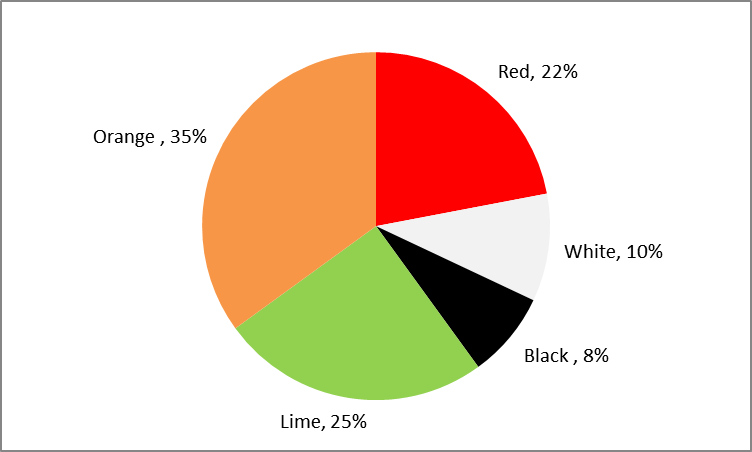 Red, 22%
Orange , 35%
White, 10%
Black , 8%
Lime, 25%